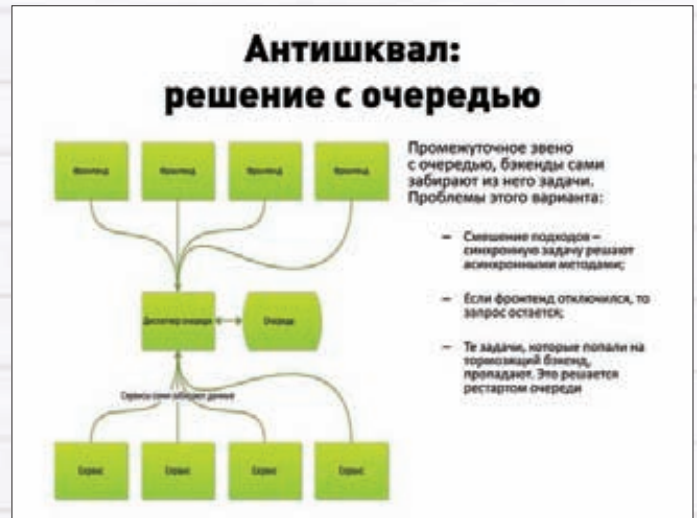 Антишквал:
решение с очередью
Фронтенд Фронтенд Фронтенд Фронтенд
Диспетчер очереди Очередь
Сервисы сами забирают данные
Сервис Сервис Сервис Сервис
Промежуточное звено
с очередью, бэкенды сами
забирают из него задачи.
Проблемы этого варианта:
– Смешение подходов –
синхронную задачу решают
асинхронными методами;
– Если фронтенд отключился, то
запрос остается;
– Те задачи, которые попали на
тормозящий бэкенд,
пропадают. Это решается
рестартом очереди